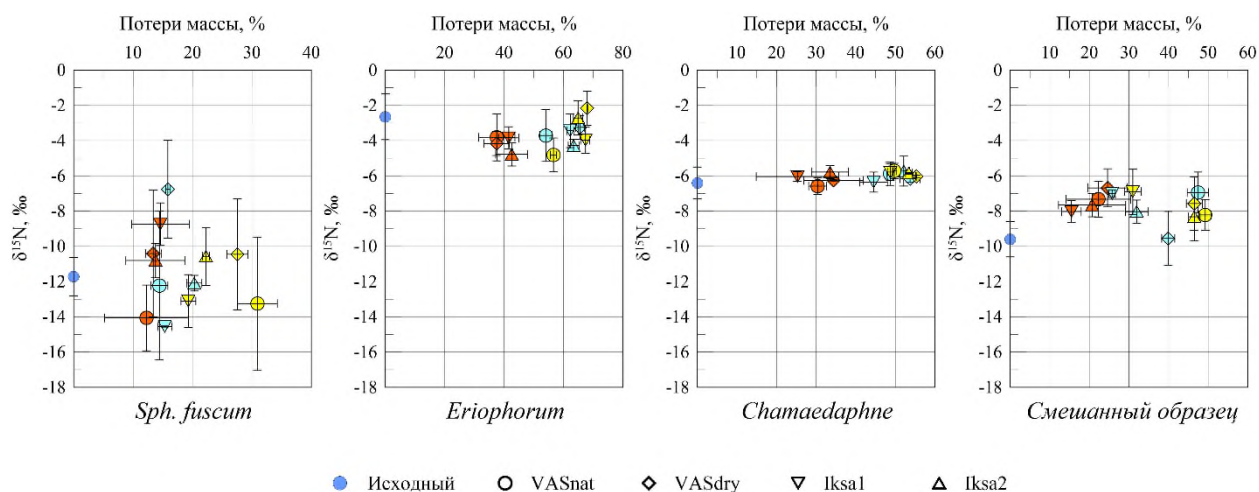 Потери массы, % Потери массы, % Потери массы, % Потери массы, %
0 10 20 30 40 0 20 40 60 80 10 20 30 40 50 60 10 20 30 40 50 60
0 0 0 0
-2 -2 -2 -2
-4 -4 -4 -4
-6 -6 -6 -6
-8 -8 -8 -8
-10 -10 -10 -10
-12 -12 -12 -12
-14 -14 -14 -14
-16 -16 -16 -16
-18 -18 -18 -18
δ¹⁵N, ‰ δ¹⁵N, ‰ δ¹⁵N, ‰ δ¹⁵N, ‰
Sph. fuscum Eriophorum Chamaedaphne Смешанный образец
Исходный VASnat VASdry Iksa1 Iksa2